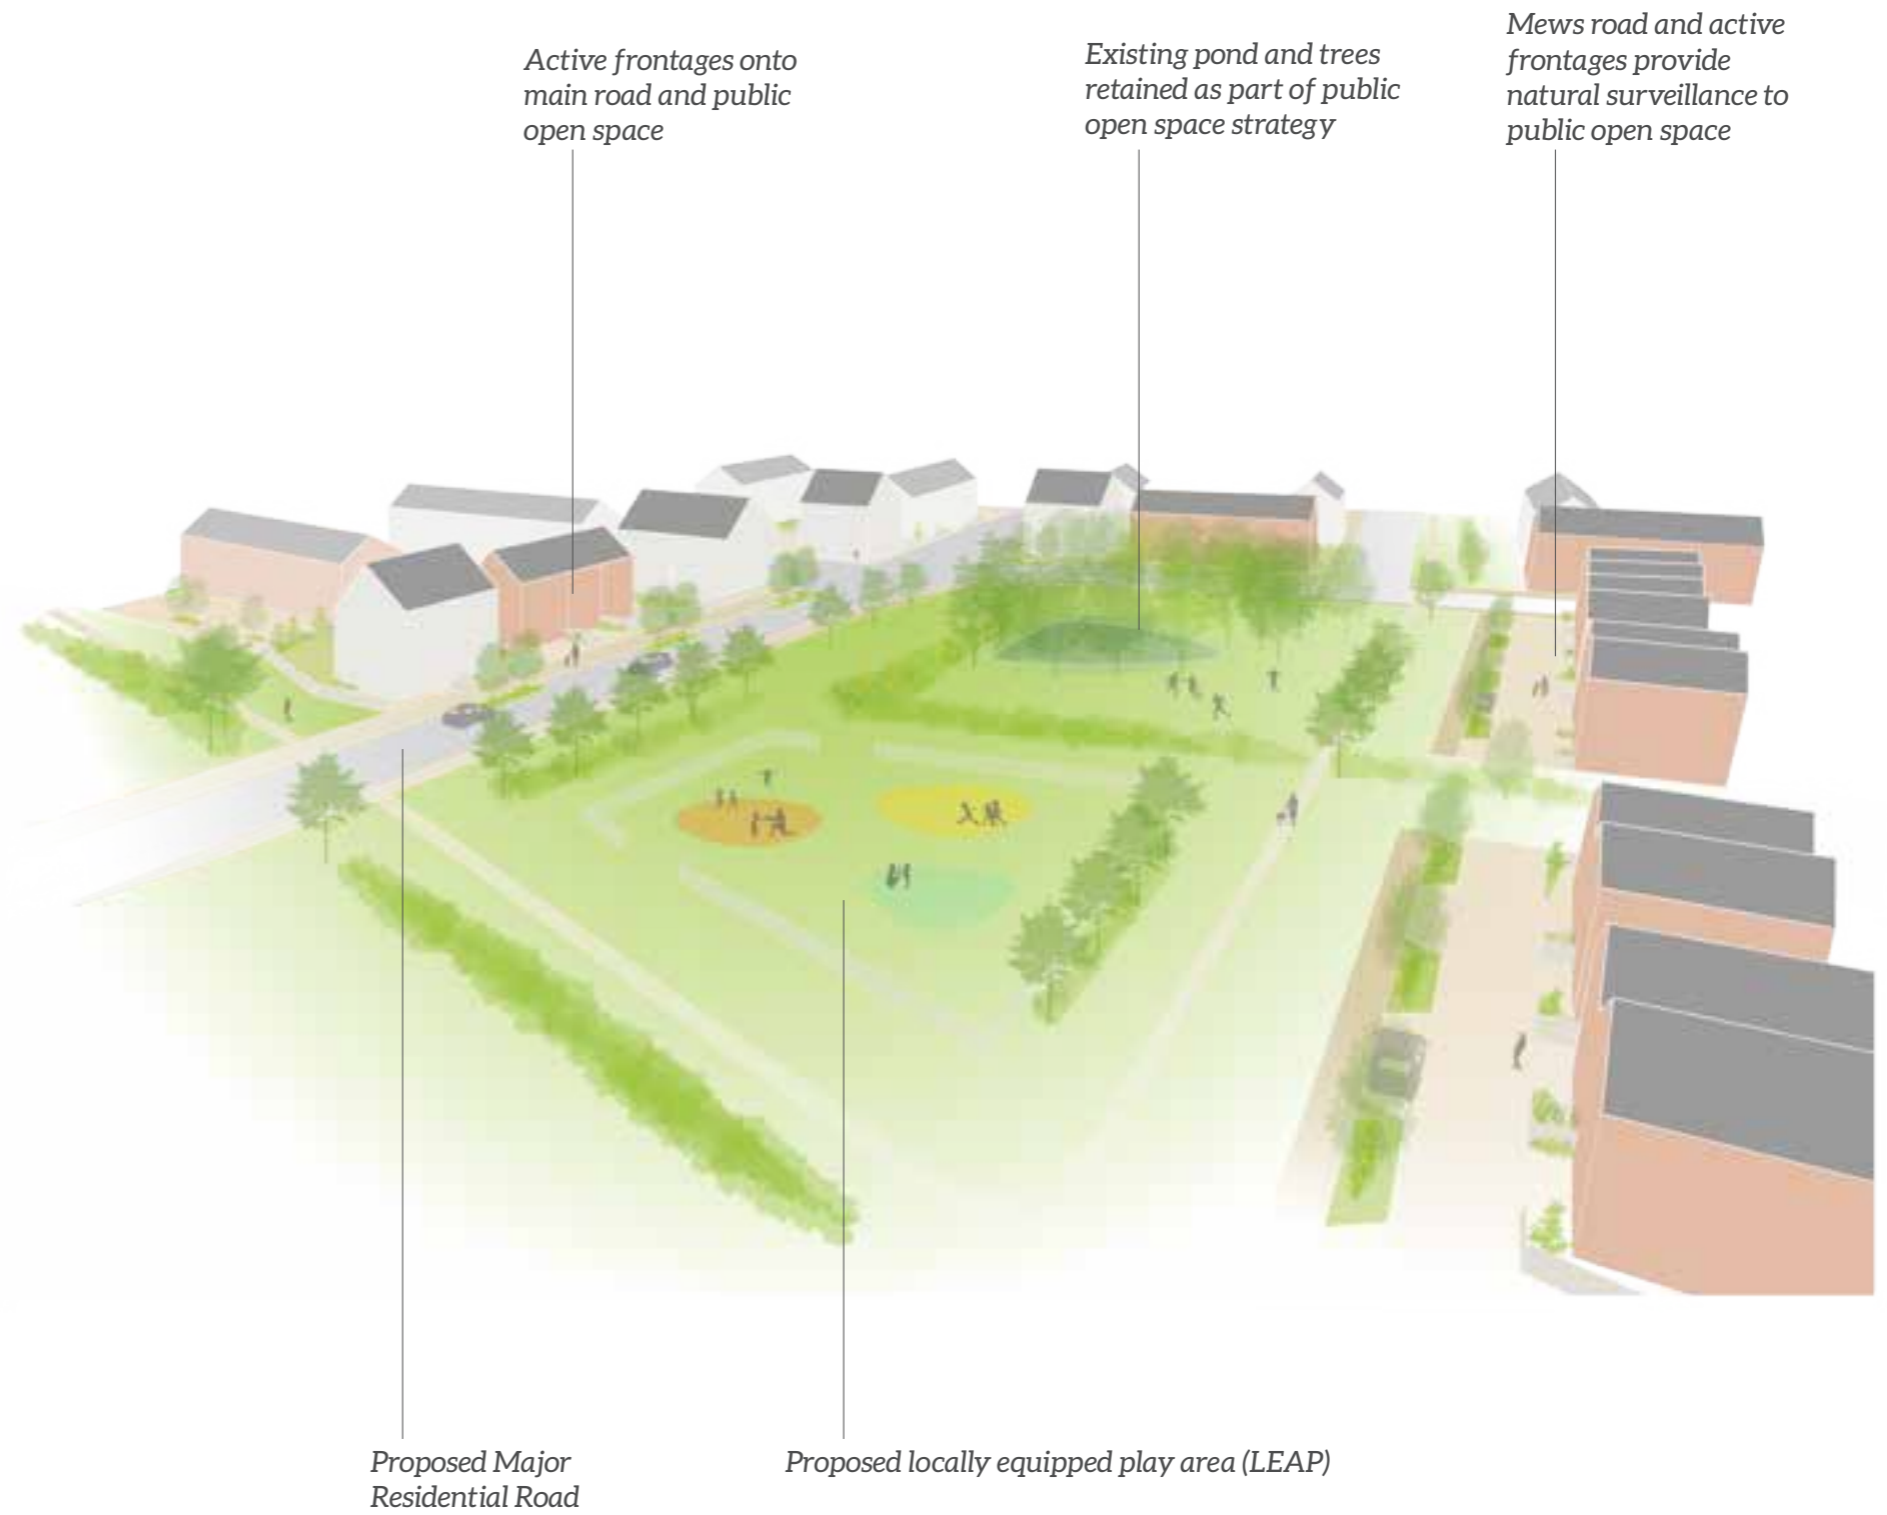 Active frontages onto
main road and public
open space
Existing pond and trees
retained as part of public
open space strategy
Mews road and active
frontages provide
natural surveillance to
public open space
Proposed Major
Residential Road
Proposed locally equipped play area (LEAP)